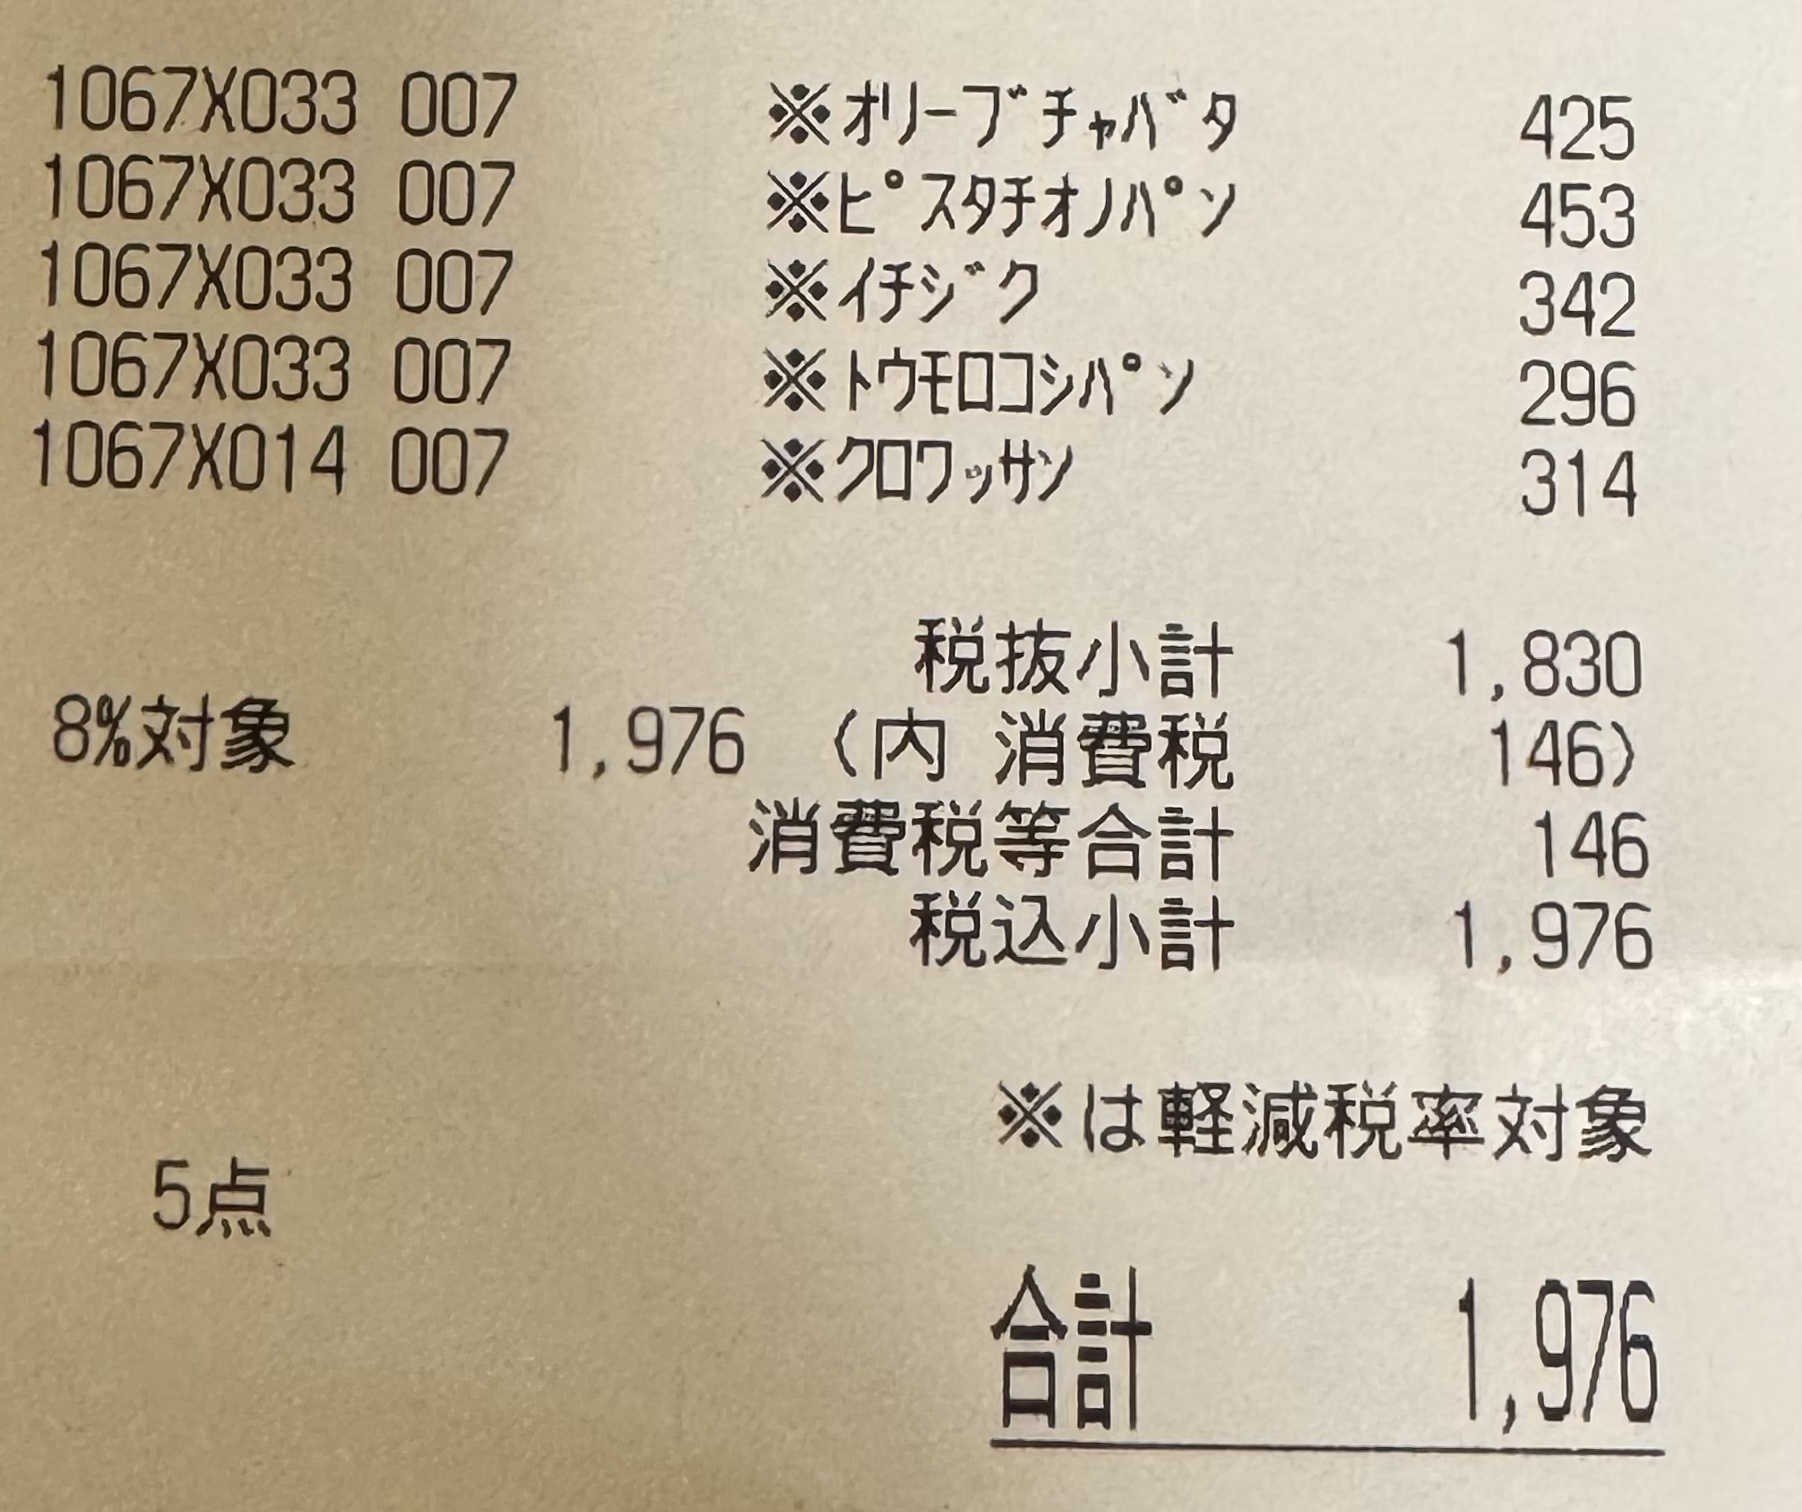 1067X033 007 ※ｵﾘｰﾌﾞﾁｬﾊﾞﾀ 425
1067X033 007 ※ﾋﾟｽﾀﾁｵﾉﾊﾟﾝ 453
1067X033 007 ※ｲﾁｼﾞｸ 342
1067X033 007 ※ﾄｳﾓﾛｺｼﾊﾟﾝ 296
1067X014 007 ※ｸﾛﾜｯｻﾝ 314
税抜小計 1,830
8%対象 1,976 (内 消費税 146)
消費税等合計 146
税込小計 1,976
※は軽減税率対象
5点
合計 1,976